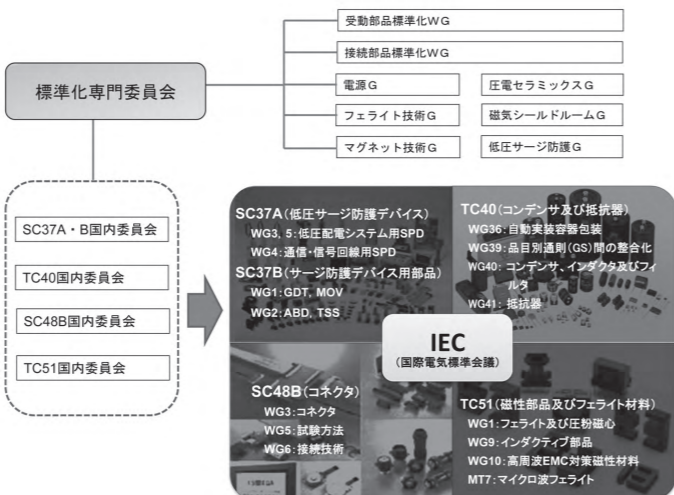 受動部品標準化WG
接続部品標準化WG
標準化専門委員会
電源G
圧電セラミックスG
フェライト技術G
磁気シールドルームG
マグネット技術G
低圧サージ防護G
SC37A・B国内委員会
TC40国内委員会
SC48B国内委員会
TC51国内委員会
SC37A(低圧サージ防護デバイス)
WG3, 5:低圧配電システム用SPD
WG4:通信・信号回線用SPD
SC37B(サージ防護デバイス用部品)
WG1:GDT, MOV
WG2:ABD, TSS
TC40(コンデンサ及び抵抗器)
WG36:自動実装容器包装
WG39:品目別通則(GS)間の整合化
WG40: コンデンサ、インダクタ及びフィ
ルタ
WG41: 抵抗器
IEC
(国際電気標準会議)
SC48B(コネクタ)
WG3:コネクタ
WG5:試験方法
WG6:接続技術
TC51(磁性部品及びフェライト材料)
WG1:フェライト及び圧粉磁心
WG9:インダクティブ部品
WG10:高周波EMC対策磁性材料
MT7:マイクロ波フェライト